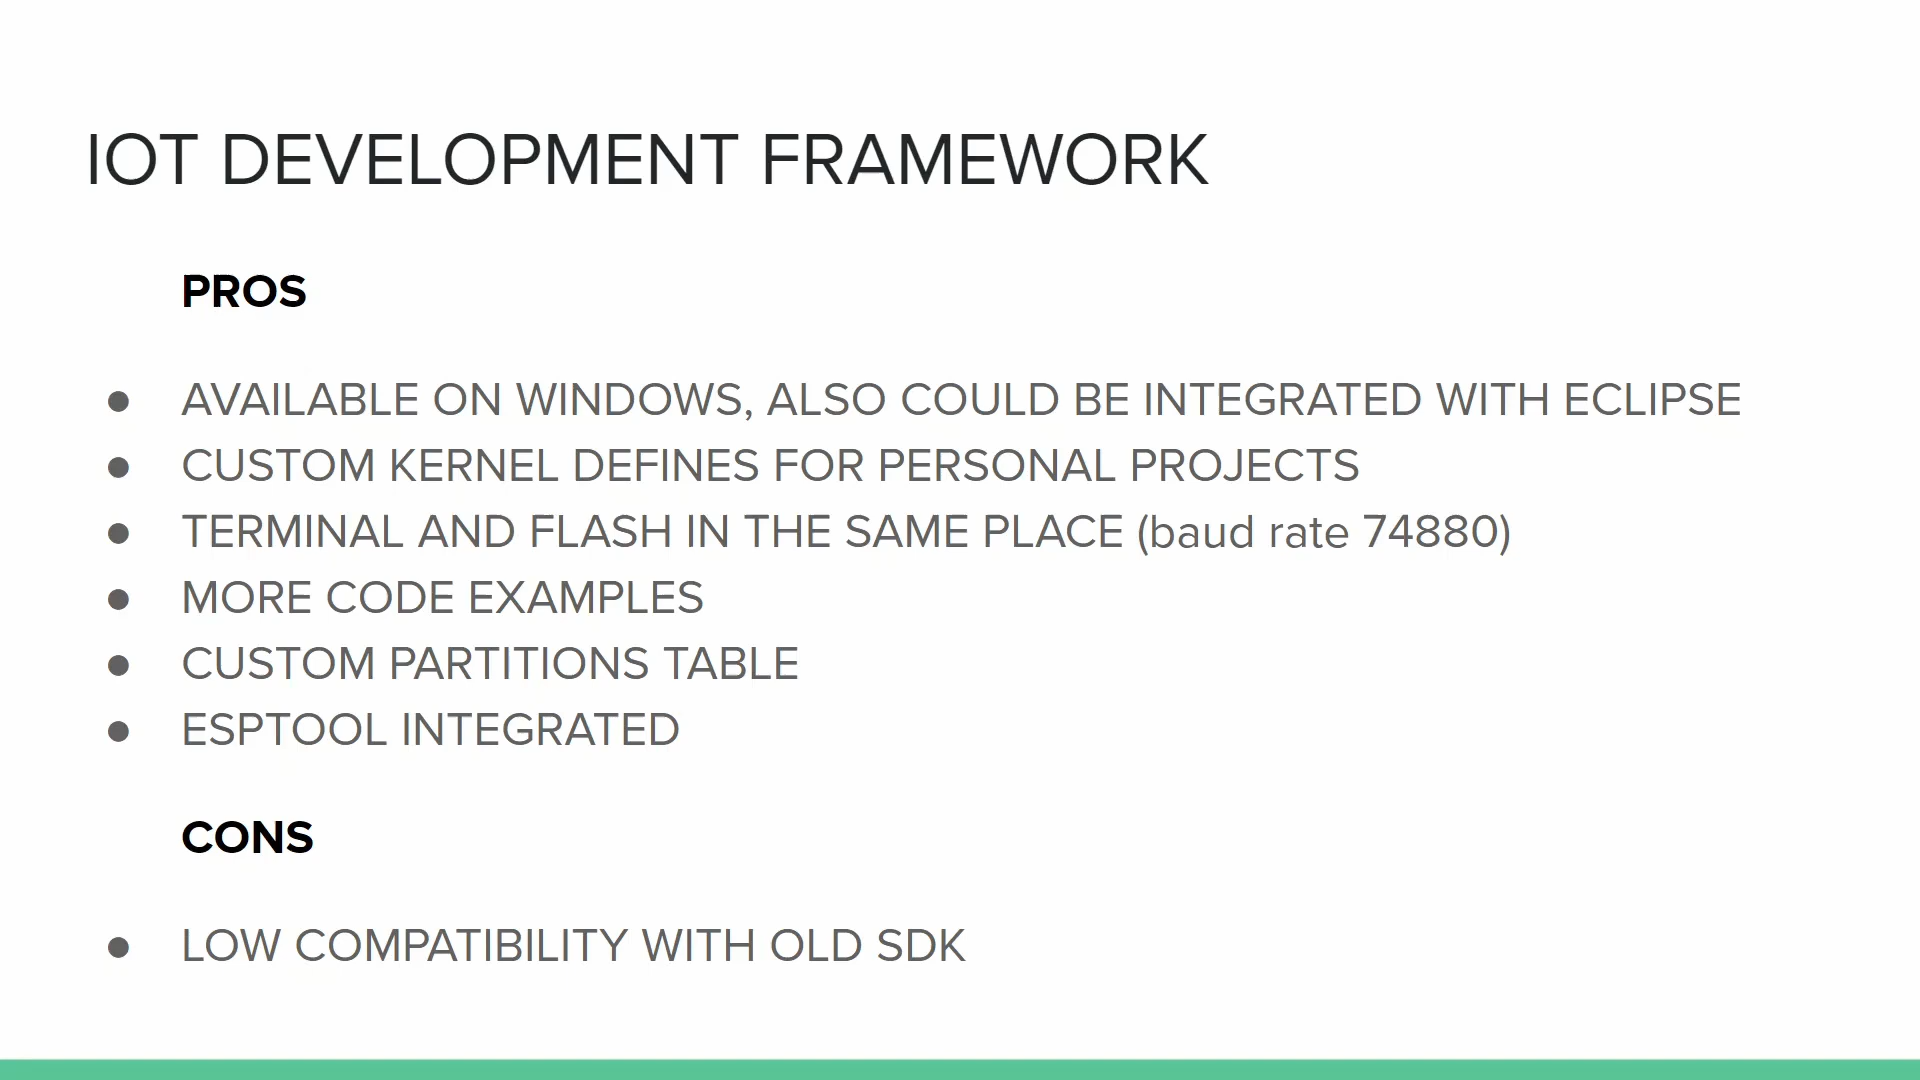 IOT DEVELOPMENT FRAMEWORK
PROS
● AVAILABLE ON WINDOWS, ALSO COULD BE INTEGRATED WITH ECLIPSE
● CUSTOM KERNEL DEFINES FOR PERSONAL PROJECTS
● TERMINAL AND FLASH IN THE SAME PLACE (baud rate 74880)
● MORE CODE EXAMPLES
● CUSTOM PARTITIONS TABLE
● ESPTOOL INTEGRATED
CONS
● LOW COMPATIBILITY WITH OLD SDK